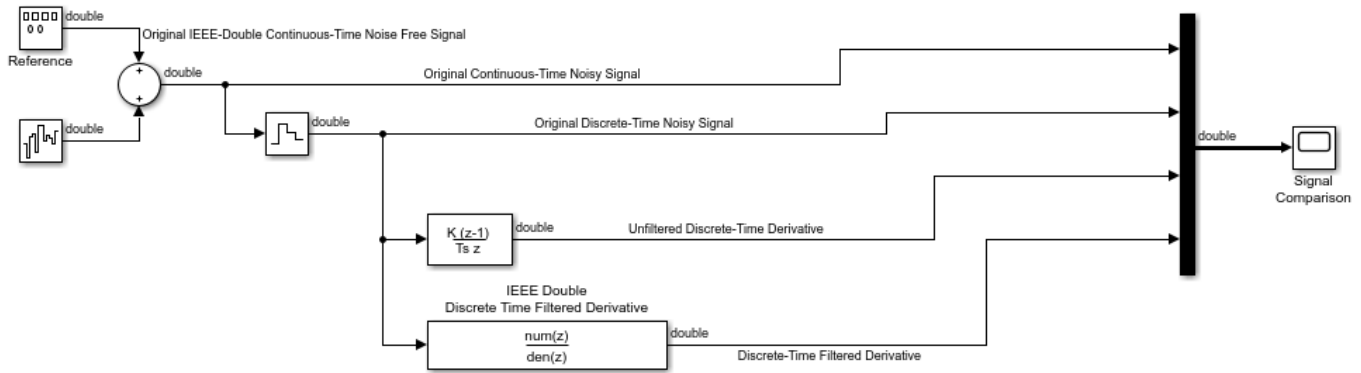 double
Original IEEE-Double Continuous-Time Noise Free Signal
Reference
double
Original Continuous-Time Noisy Signal
double
double
Original Discrete-Time Noisy Signal
double
Signal
Comparison
K (z-1)
Ts z
double
Unfiltered Discrete-Time Derivative
IEEE Double
Discrete Time Filtered Derivative
num(z)
den(z)
double
Discrete-Time Filtered Derivative